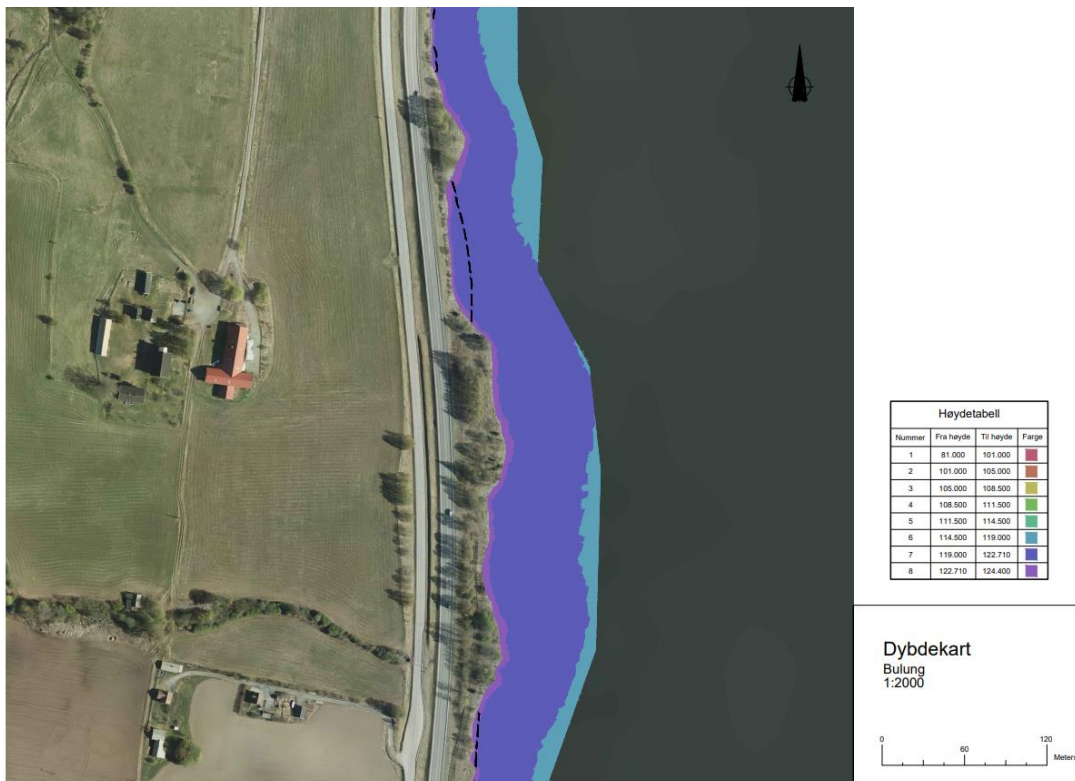 Høydetabell
Nummer Fra høyde Til høyde Farge
1 81.000 101.000
2 101.000 105.000
3 105.000 108.500
4 108.500 111.500
5 111.500 114.500
6 114.500 119.000
7 119.000 122.710
8 122.710 124.400
Dybdekart
Bulung
1:2000
0 60 120
Meters